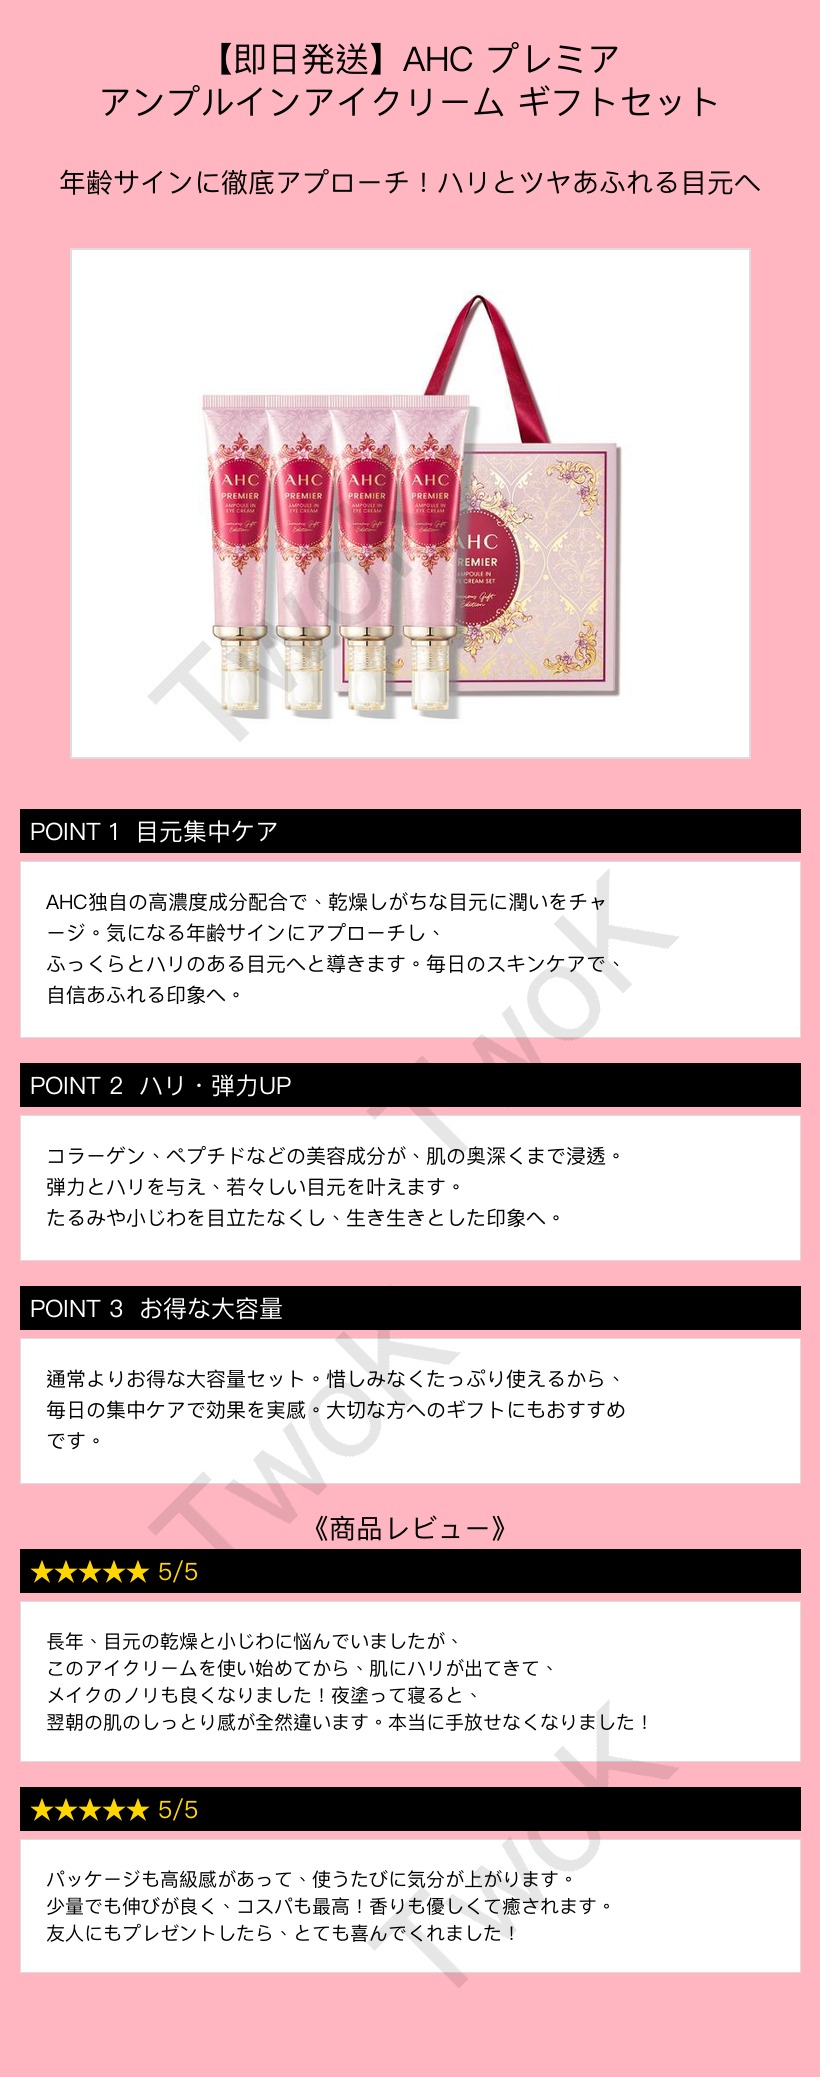 【即日発送】AHC プレミア
アンプルインアイクリーム ギフトセット
年齢サインに徹底アプローチ！ハリとツヤあふれる目元へ
AHC
PREMIER
AMPOULE IN
EYE CREAM
Luxurious Gift
Edition
AHC
PREMIER
AMPOULE IN
EYE CREAM
Luxurious Gift
Edition
AHC
PREMIER
AMPOULE IN
EYE CREAM
Luxurious Gift
Edition
AHC
PREMIER
AMPOULE IN
EYE CREAM
Luxurious Gift
Edition
AHC
PREMIER
AMPOULE IN
EYE CREAM SET
Luxurious Gift
Edition
TwoK
POINT 1 目元集中ケア
AHC独自の高濃度成分配合で、乾燥しがちな目元に潤いをチャ
ージ。気になる年齢サインにアプローチし、
ふっくらとハリのある目元へと導きます。毎日のスキンケアで、
自信あふれる印象へ。
TwoK
POINT 2 ハリ・弾力UP
コラーゲン、ペプチドなどの美容成分が、肌の奥深くまで浸透。
弾力とハリを与え、若々しい目元を叶えます。
たるみや小じわを目立たなくし、生き生きとした印象へ。
POINT 3 お得な大容量
通常よりお得な大容量セット。惜しみなくたっぷり使えるから、
毎日の集中ケアで効果を実感。大切な方へのギフトにもおすすめ
です。
TwoK
《商品レビュー》
★★★★★ 5/5
長年、目元の乾燥と小じわに悩んでいましたが、
このアイクリームを使い始めてから、肌にハリが出てきて、
メイクのノリも良くなりました！夜塗って寝ると、
翌朝の肌のしっとり感が全然違います。本当に手放せなくなりました！
★★★★★ 5/5
パッケージも高級感があって、使うたびに気分が上がります。
少量でも伸びが良く、コスパも最高！香りも優しくて癒されます。
友人にもプレゼントしたら、とても喜んでくれました！
TwoK